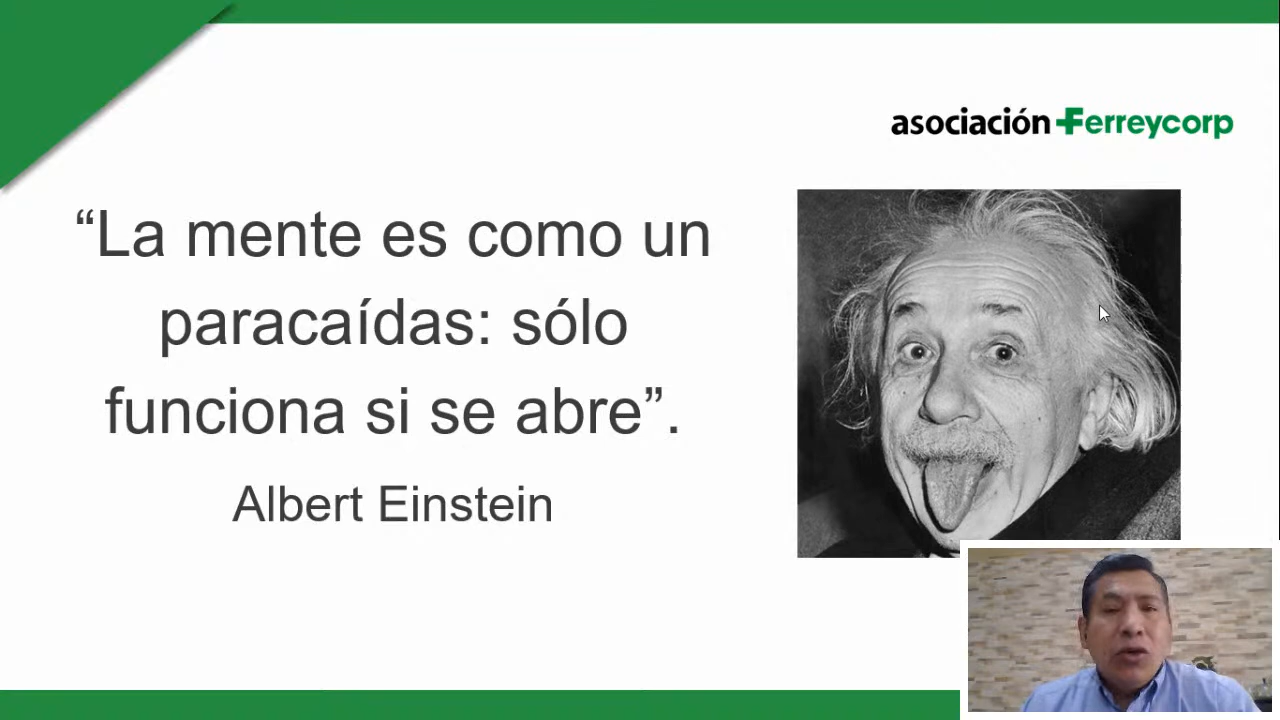 asociación Ferreycorp
“La mente es como un
paracaídas: sólo
funciona si se abre”.
Albert Einstein